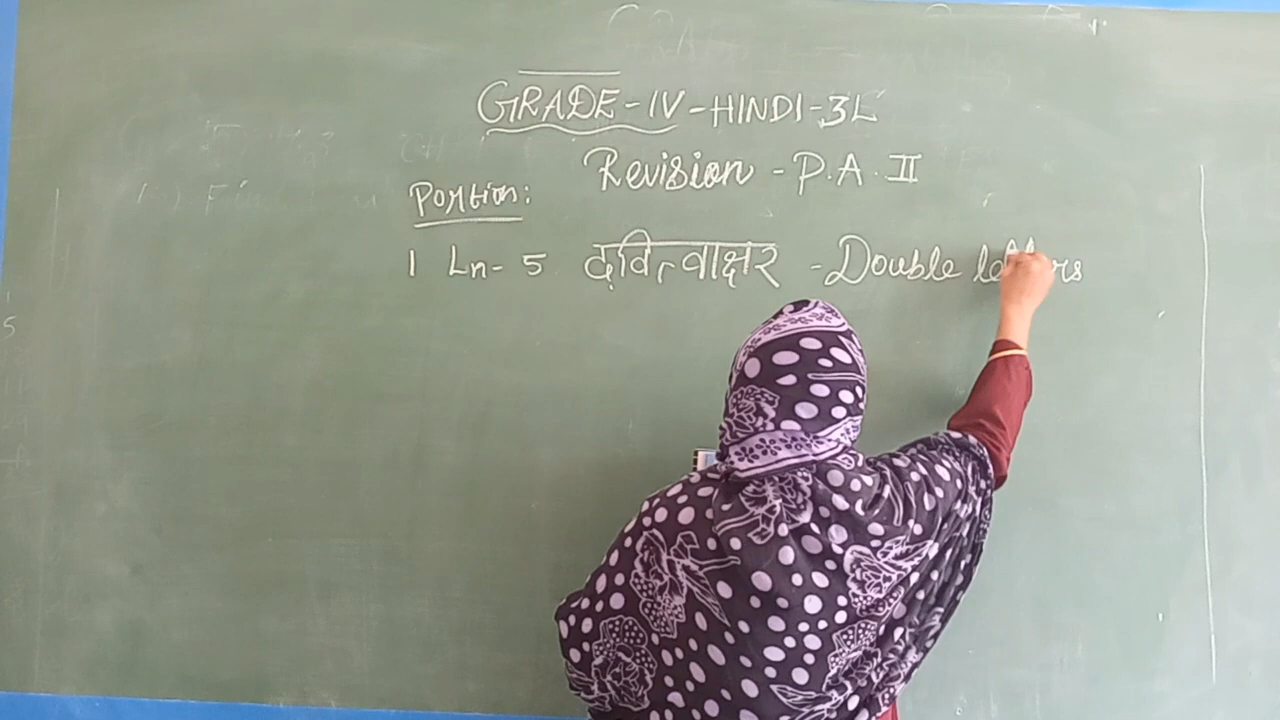 GRADE-IV-HINDI-3L
Revision - P.A. II
Portion:
1 Ln- 5 द्वित्वाक्षर - Double letters